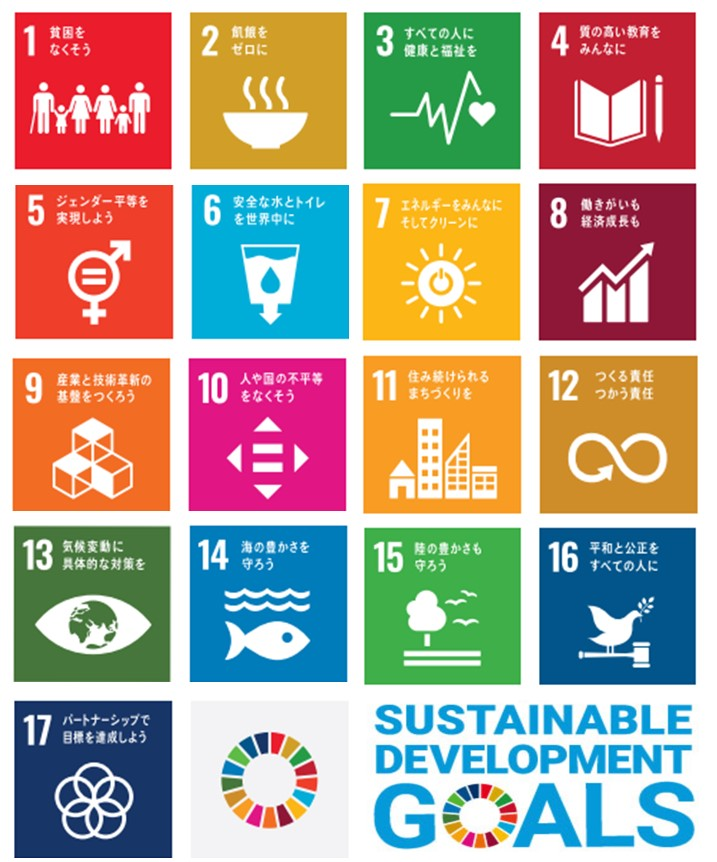 1 貧困を
なくそう
2 飢餓を
ゼロに
3 すべての人に
健康と福祉を
4 質の高い教育を
みんなに
5 ジェンダー平等を
実現しよう
6 安全な水とトイレ
を世界中に
7 エネルギーをみんなに
そしてクリーンに
8 働きがいも
経済成長も
9 産業と技術革新の
基盤をつくろう
10 人や国の不平等
をなくそう
11 住み続けられる
まちづくりを
12 つくる責任
つかう責任
13 気候変動に
具体的な対策を
14 海の豊かさを
守ろう
15 陸の豊かさも
守ろう
16 平和と公正を
すべての人に
17 パートナーシップで
目標を達成しよう
SUSTAINABLE
DEVELOPMENT
GOALS